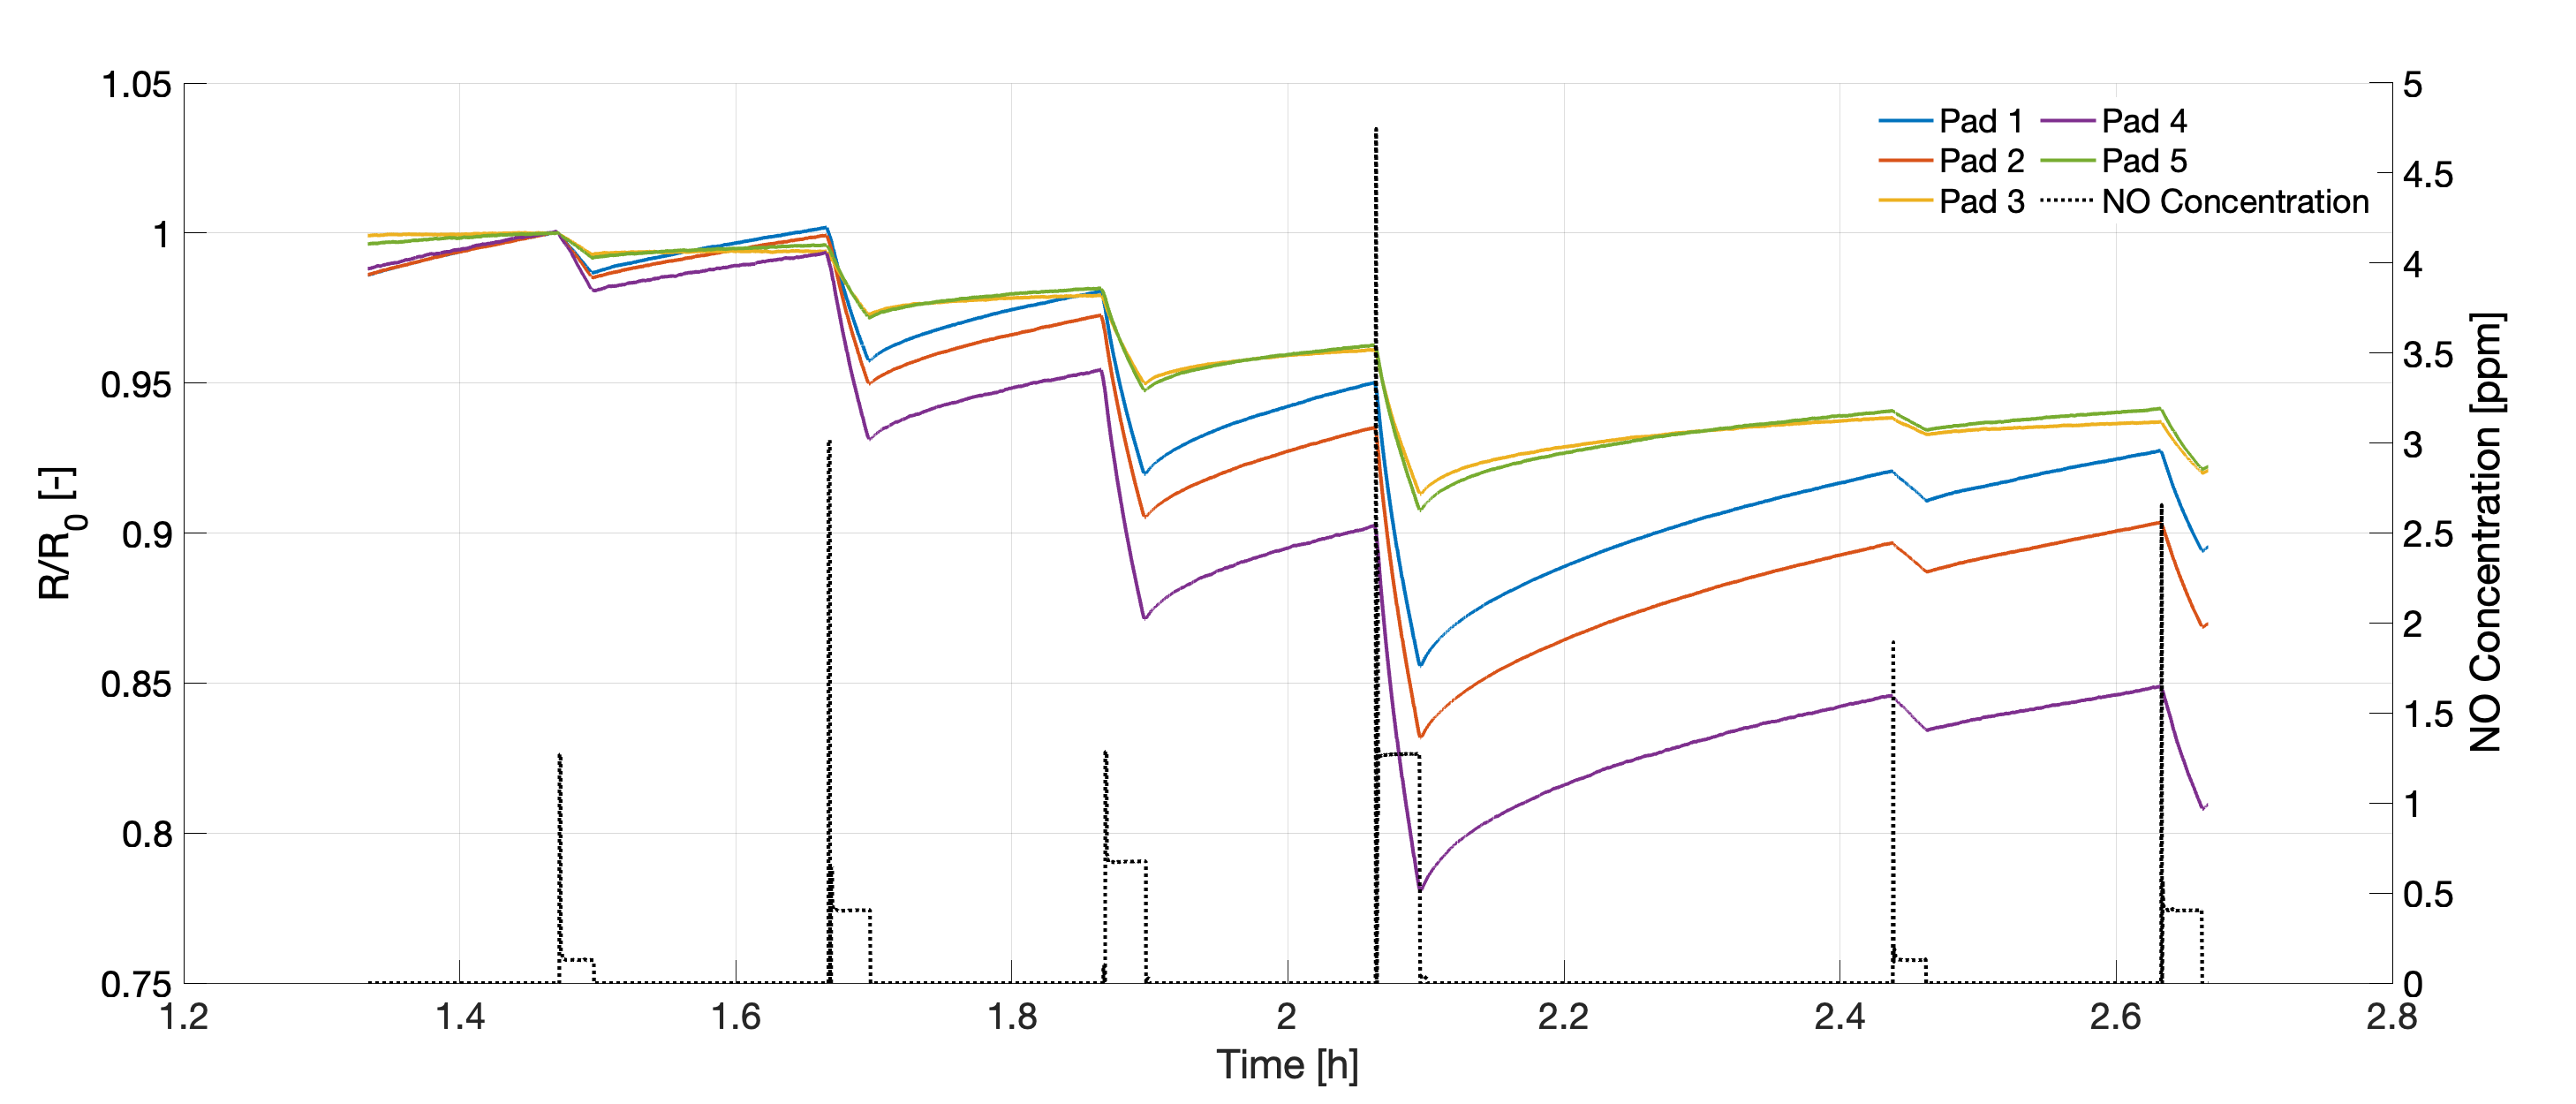 1.05
1
0.95
0.9
0.85
0.8
0.75
R/R0 [-]
1.2 1.4 1.6 1.8 2 2.2 2.4 2.6 2.8
Time [h]
5
4.5
4
3.5
3
2.5
2
1.5
1
0.5
0
NO Concentration [ppm]
Pad 1 Pad 4
Pad 2 Pad 5
Pad 3 NO Concentration